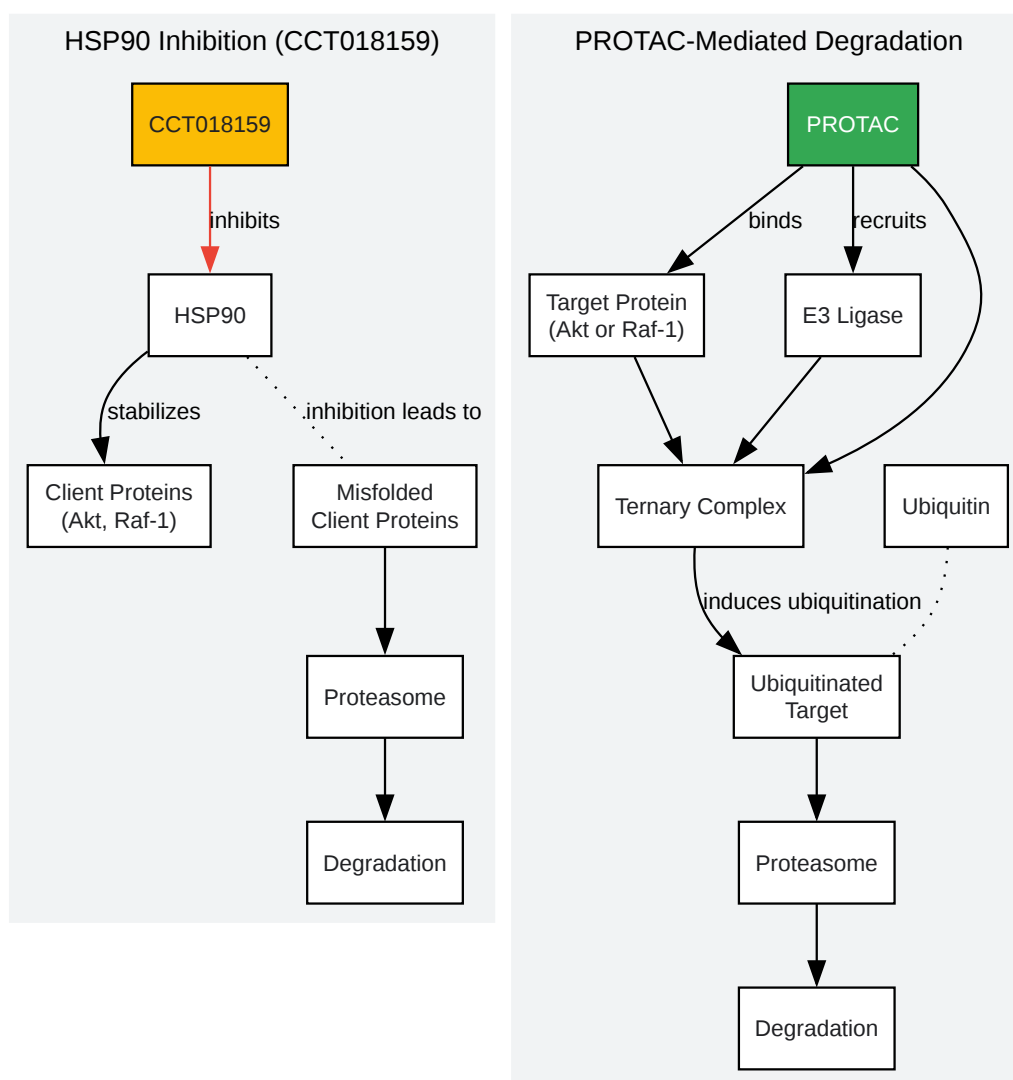 HSP90 Inhibition (CCT018159)
CCT018159
inhibits
HSP90
stabilizes
inhibition leads to
Client Proteins
(Akt, Raf-1)
Misfolded
Client Proteins
Proteasome
Degradation
PROTAC-Mediated Degradation
PROTAC
binds
recruits
Target Protein
(Akt or Raf-1)
E3 Ligase
Ternary Complex
Ubiquitin
induces ubiquitination
Ubiquitinated
Target
Proteasome
Degradation